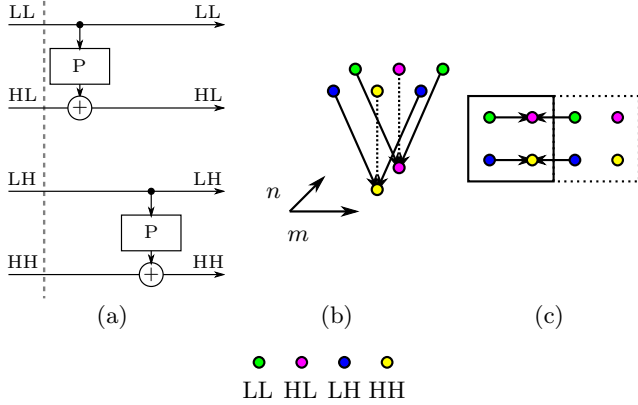 LL LL
P
HL + HL
LH LH
P
HH + HH
n
m
(a) (b) (c)
LL HL LH HH